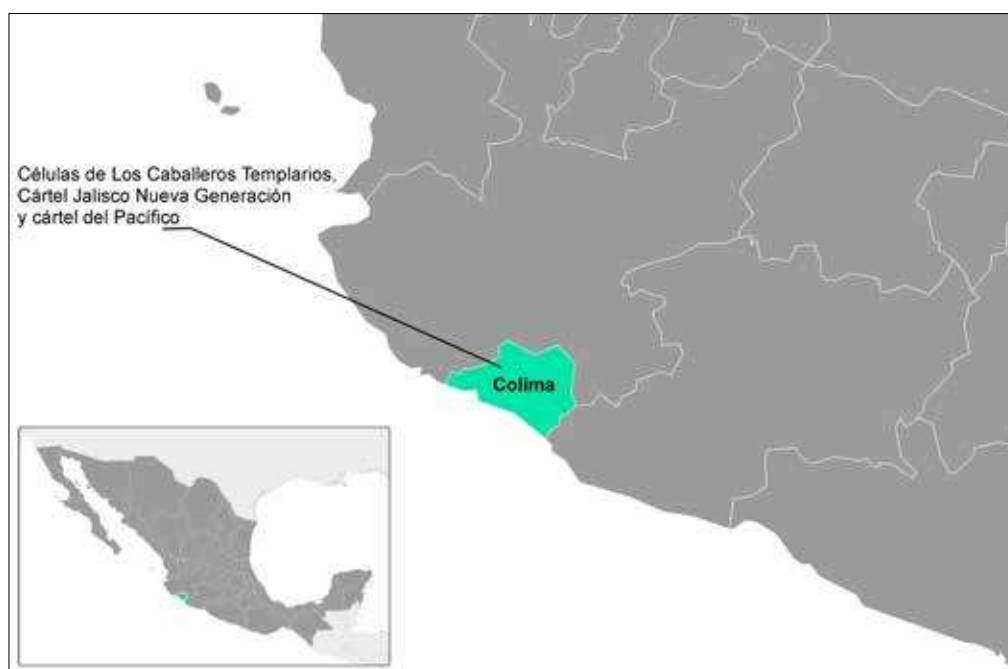 Células de Los Caballeros Templarios,
Cártel Jalisco Nueva Generación
y cártel del Pacífico
Colima